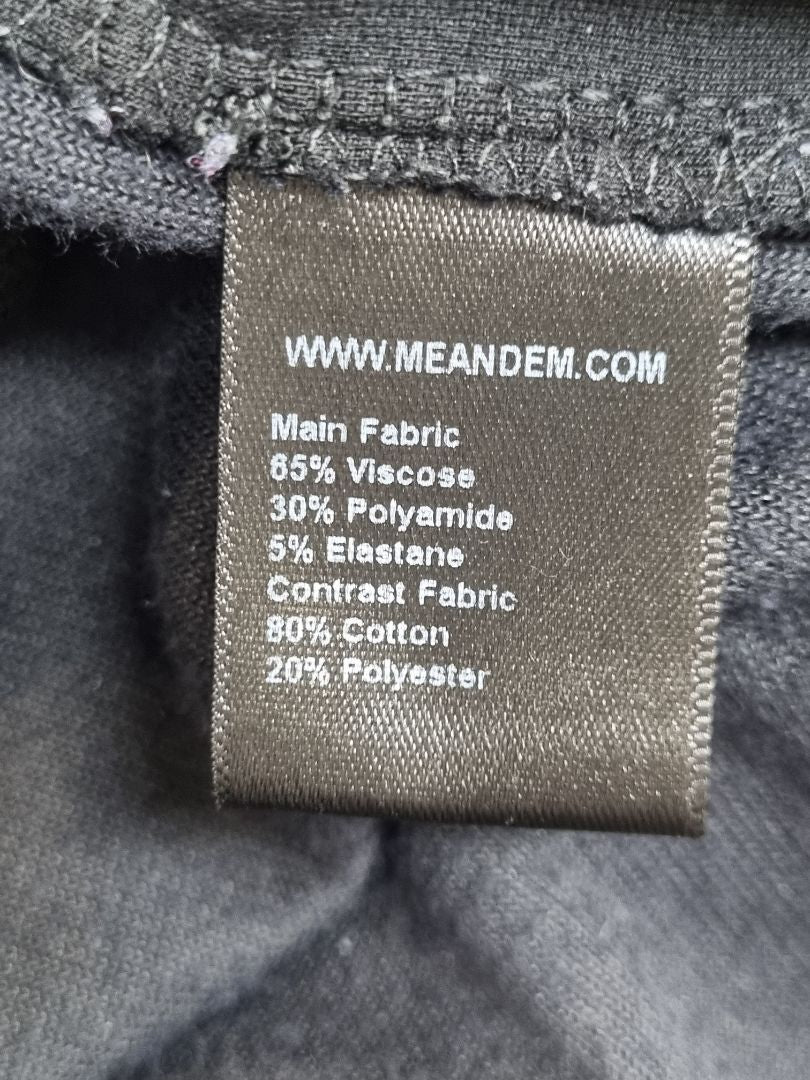 WWW.MEANDEM.COM
Main Fabric
65% Viscose
30% Polyamide
5% Elastane
Contrast Fabric
80% Cotton
20% Polyester